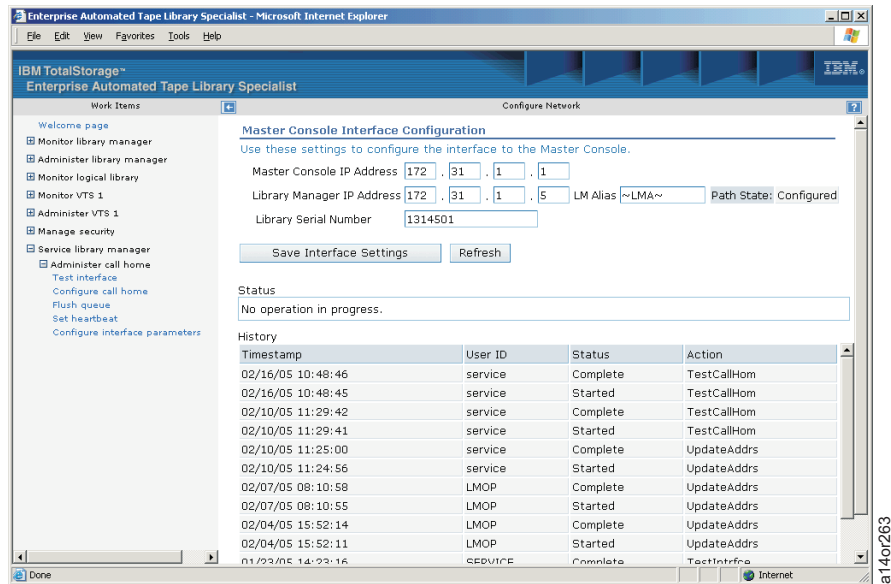 Enterprise Automated Tape Library Specialist - Microsoft Internet Explorer
File Edit View Favorites Tools Help
IBM TotalStorage™
Enterprise Automated Tape Library Specialist
IBM®
Work Items
Configure Network
?
Welcome page
Monitor library manager
Administer library manager
Monitor logical library
Monitor VTS 1
Administer VTS 1
Manage security
Service library manager
Administer call home
Test interface
Configure call home
Flush queue
Set heartbeat
Configure interface parameters
Master Console Interface Configuration
Use these settings to configure the interface to the Master Console.
Master Console IP Address 172 . 31 . 1 . 1
Library Manager IP Address 172 . 31 . 1 . 5 LM Alias ~LMA~ Path State: Configured
Library Serial Number 1314501
Save Interface Settings Refresh
Status
No operation in progress.
History
Timestamp User ID Status Action
02/16/05 10:48:46 service Complete TestCallHom
02/16/05 10:48:45 service Started TestCallHom
02/10/05 11:29:42 service Complete TestCallHom
02/10/05 11:29:41 service Started TestCallHom
02/10/05 11:25:00 service Complete UpdateAddrs
02/10/05 11:24:56 service Started UpdateAddrs
02/07/05 08:10:58 LMOP Complete UpdateAddrs
02/07/05 08:10:55 LMOP Started UpdateAddrs
02/04/05 15:52:14 LMOP Complete UpdateAddrs
02/04/05 15:52:11 LMOP Started UpdateAddrs
01/23/05 14:23:16 SERVICE Complete TestIntrfce
Done
Internet
a14or263